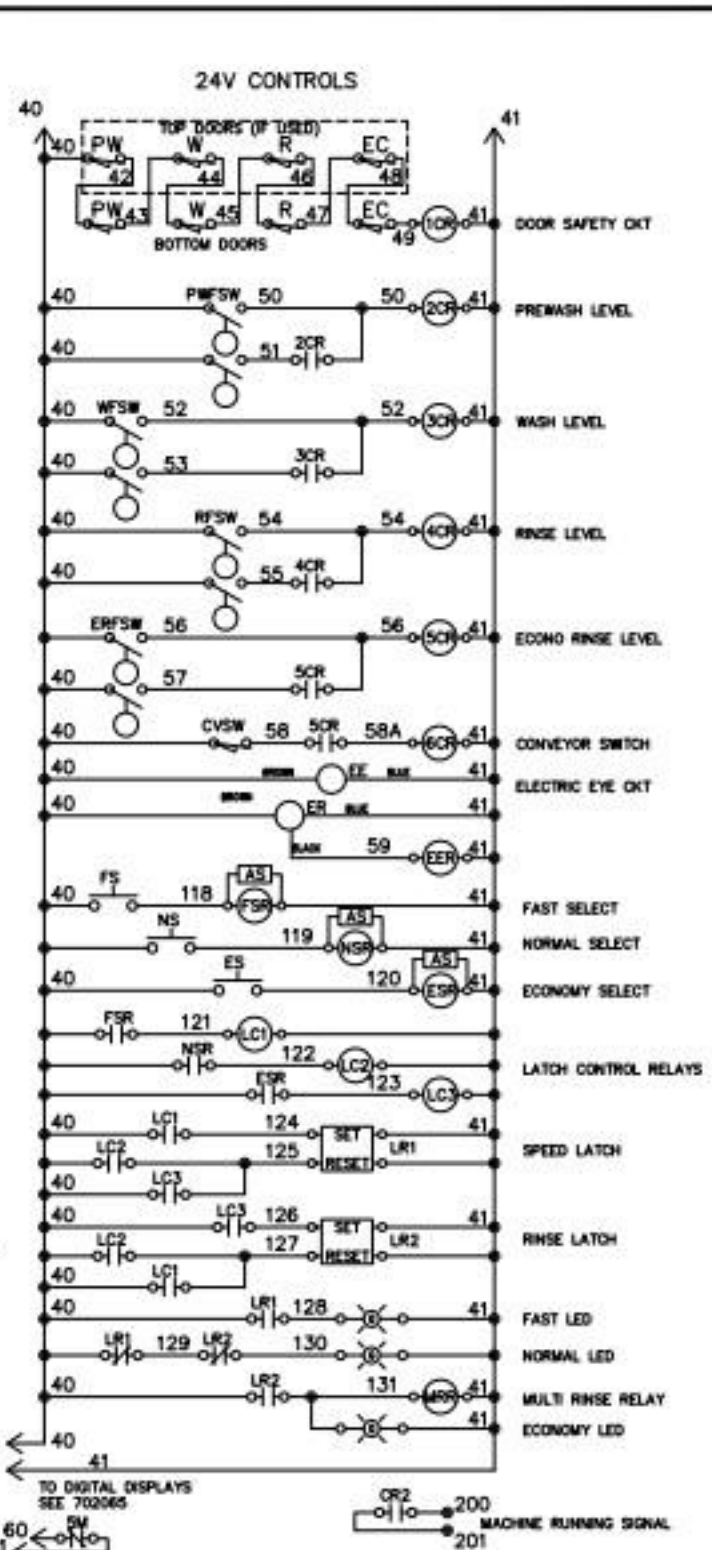 24V CONTROLS
40 41
TOP DOORS (IF USED)
40 PW W R EC
42 44 46 48
PW 43 W 45 R 47 EC 49 1CR 41 DOOR SAFETY CKT
BOTTOM DOORS
40 PWFSW 50 50 2CR 41 PREWASH LEVEL
40 51 2CR
40 WFSW 52 52 3CR 41 WASH LEVEL
40 53 3CR
40 RFSW 54 54 4CR 41 RINSE LEVEL
40 55 4CR
40 ERFSW 56 56 5CR 41 ECONO RINSE LEVEL
40 57 5CR
40 CVSW 58 5CR 58A 6CR 41 CONVEYOR SWITCH
40 BROWN EE BLUE 41 ELECTRIC EYE CKT
40 BROWN ER BLUE 41
BLACK 59 EER 41
40 FS 118 AS FSR 41 FAST SELECT
NS 119 AS NSR 41 NORMAL SELECT
40 ES 120 AS ESR 41 ECONOMY SELECT
FSR 121 LC1
NSR 122 LC2 LATCH CONTROL RELAYS
ESR 123 LC3
40 LC1 124 SET 41 SPEED LATCH
LC2 125 RESET LR1
40 LC3
40 LC3 126 SET 41 RINSE LATCH
LC2 127 RESET LR2
40 LC1
40 LR1 128 G 41 FAST LED
LR1 129 LR2 130 G NORMAL LED
40 LR2 131 MRR 41 MULTI RINSE RELAY
G 41 ECONOMY LED
40
41
TO DIGITAL DISPLAYS
SEE 702065
60 5M
CR2 200 MACHINE RUNNING SIGNAL
201